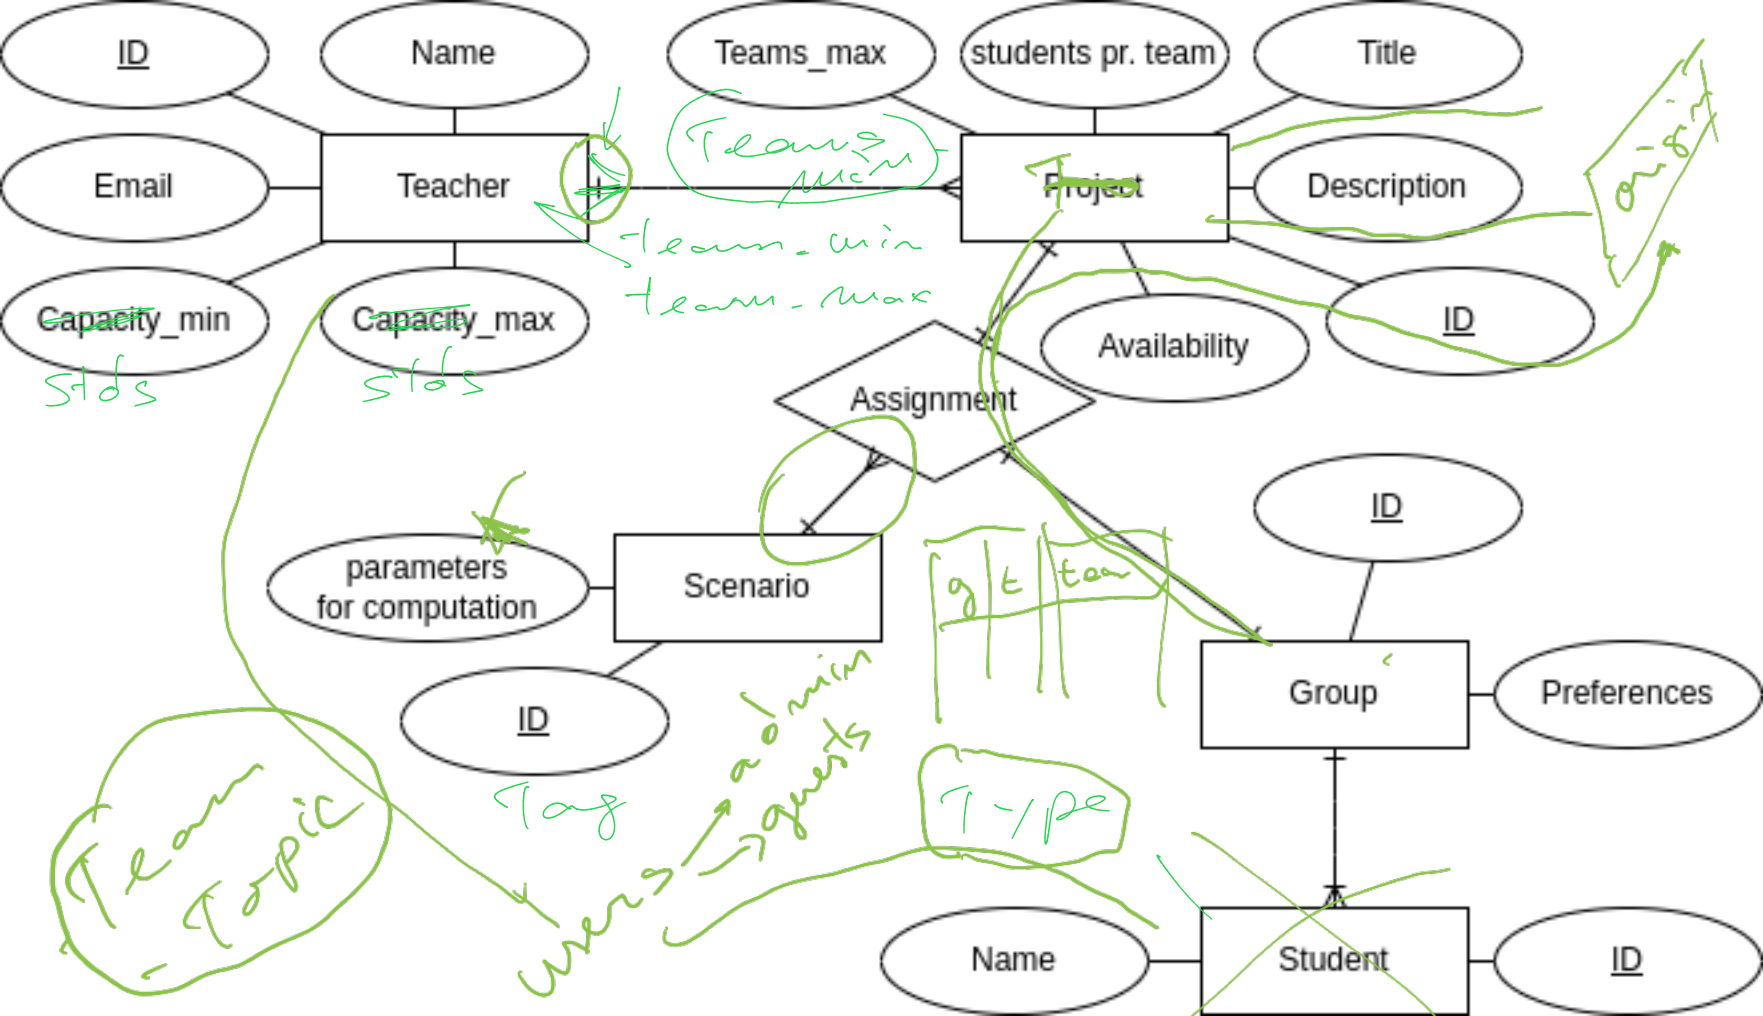 ID
Name
Teams_max
students pr. team
Title
Teams
min
Email
Teacher
Project
Description
team_min
team_max
Capacity_min
Capacity_max
stds
stds
Availability
ID
Assignment
ID
parameters
for computation
Scenario
g t team
Group
Preferences
ID
Tag
admin
guests
users
Type
Team
Topic
Name
Student
ID